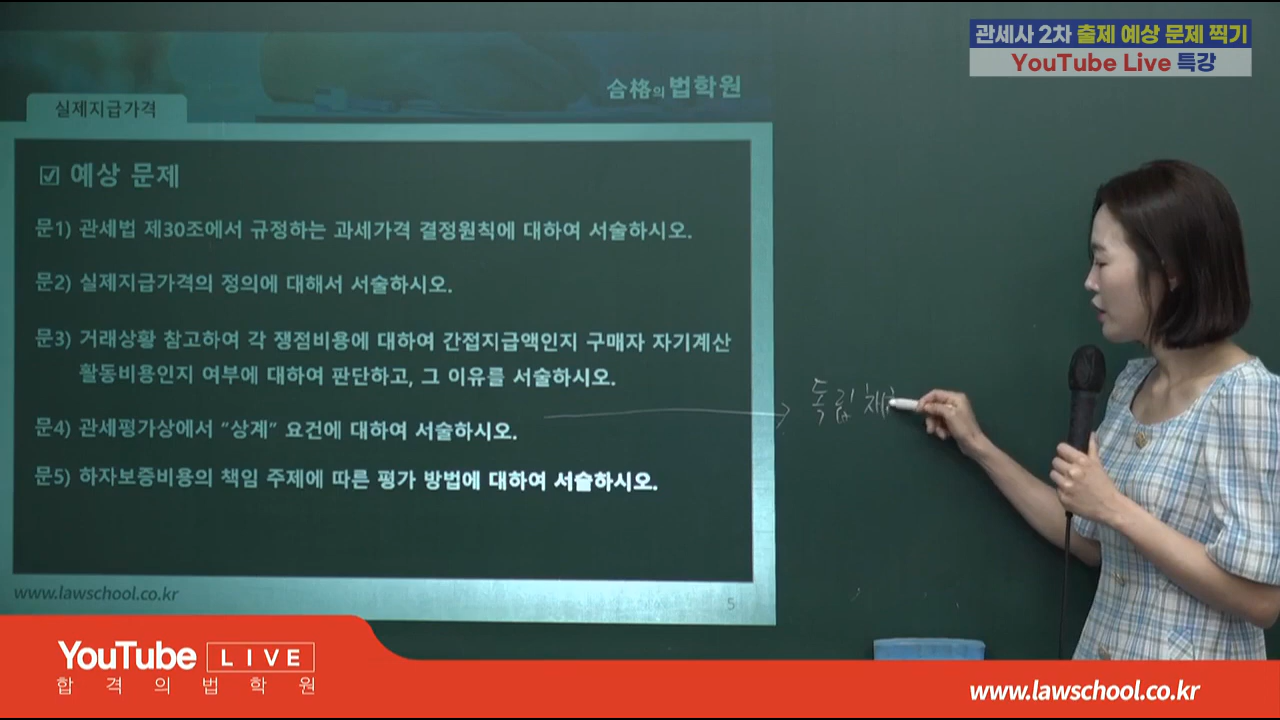 관세사 2차 출제 예상 문제 찍기
YouTube Live 특강
合格의 법학원
실제지급가격
☑ 예상 문제
문1) 관세법 제30조에서 규정하는 과세가격 결정원칙에 대하여 서술하시오.
문2) 실제지급가격의 정의에 대해서 서술하시오.
문3) 거래상황 참고하여 각 쟁점비용에 대하여 간접지급액인지 구매자 자기계산
활동비용인지 여부에 대하여 판단하고, 그 이유를 서술하시오.
문4) 관세평가상에서 "상계" 요건에 대하여 서술하시오.
문5) 하자보증비용의 책임 주제에 따른 평가 방법에 대하여 서술하시오.
독립
www.lawschool.co.kr
5
YouTube LIVE
합격의법학원
www.lawschool.co.kr